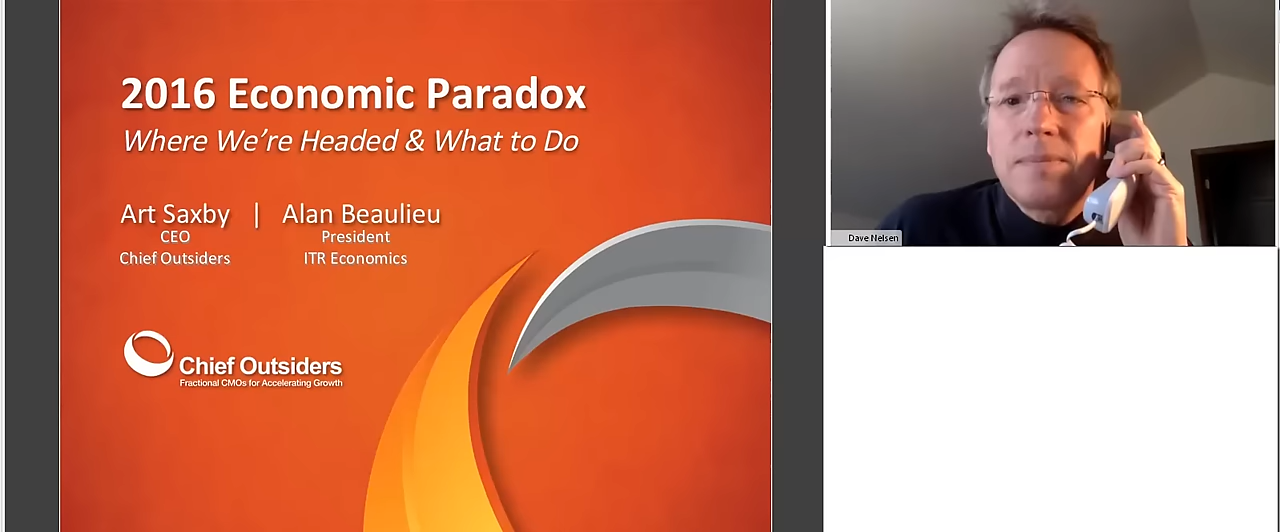 2016 Economic Paradox
Where We're Headed & What to Do
Art Saxby | Alan Beaulieu
CEO President
Chief Outsiders ITR Economics
Chief Outsiders
Fractional CMOs for Accelerating Growth
Dave Nelsen